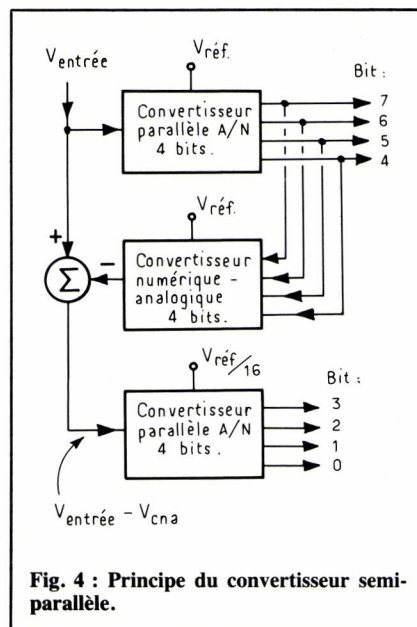 Ventrée
Vréf.
Bit :
Convertisseur
parallèle A/N
4 bits.
7
6
5
4
Vréf.
+
−
Σ
Convertisseur
numérique -
analogique
4 bits.
Vréf/16
Bit :
Convertisseur
parallèle A/N
4 bits.
3
2
1
0
Ventrée − Vcna
Fig. 4 : Principe du convertisseur semi-
parallèle.